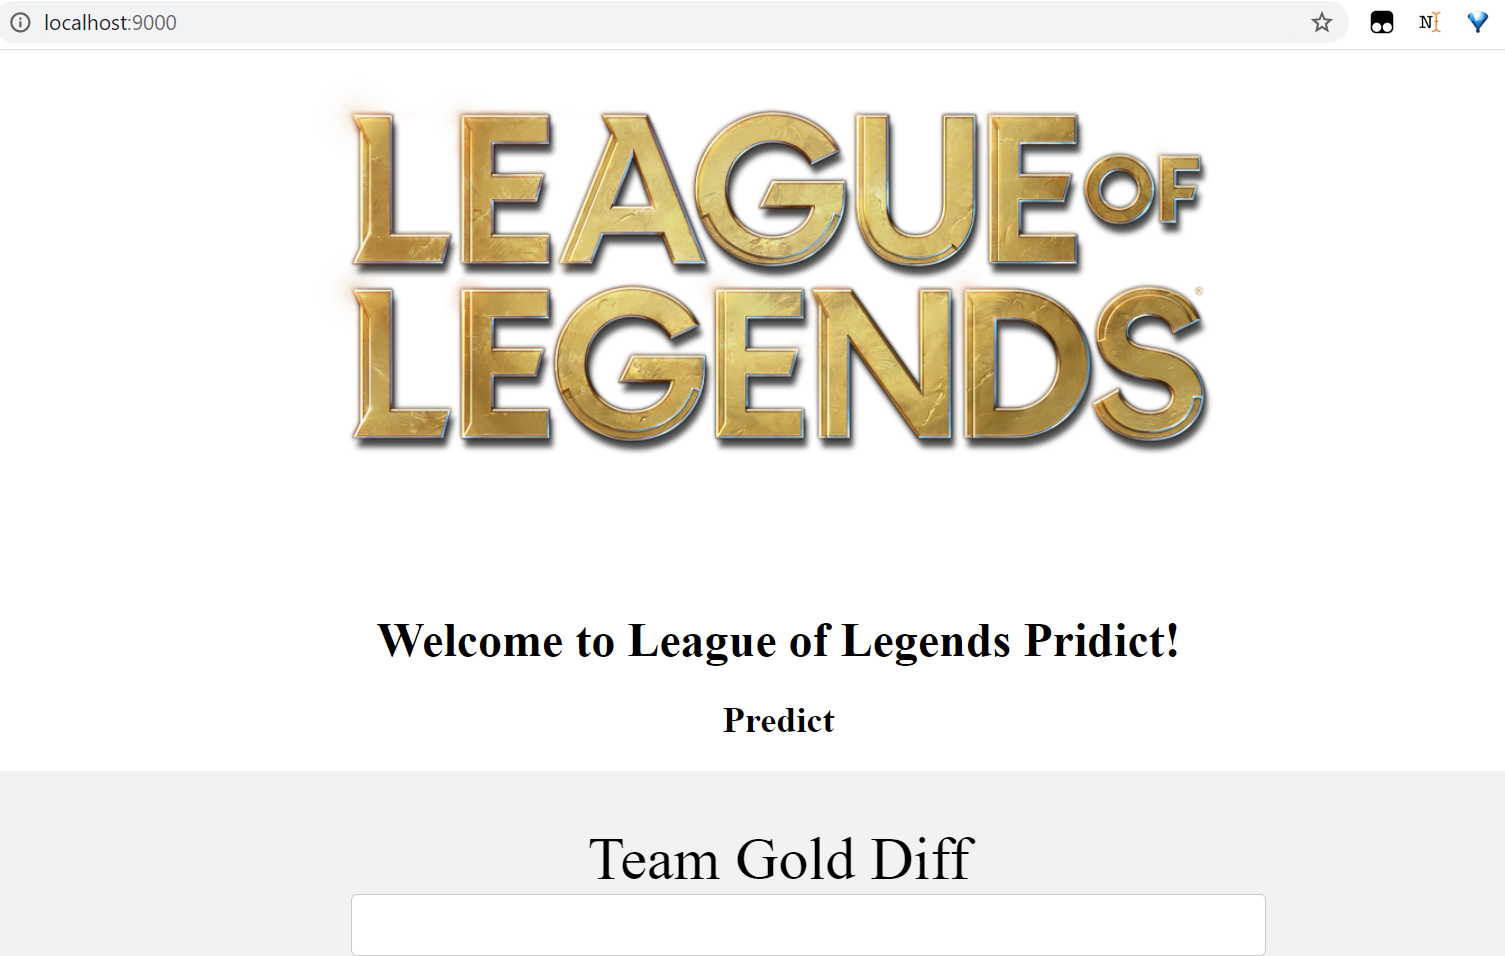 localhost:9000
LEAGUE OF
LEGENDS®
Welcome to League of Legends Pridict!
Predict
Team Gold Diff